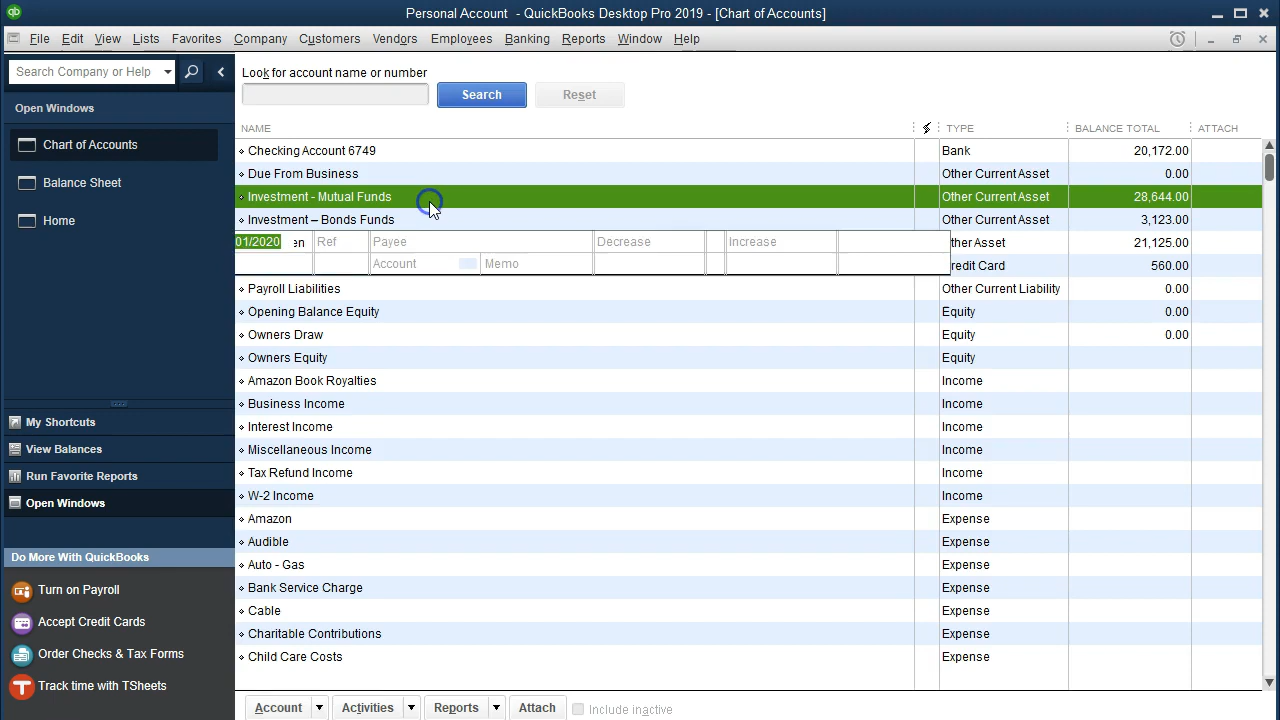 Personal Account - QuickBooks Desktop Pro 2019 - [Chart of Accounts]
File Edit View Lists Favorites Company Customers Vendors Employees Banking Reports Window Help
Search Company or Help
Look for account name or number
Search Reset
Open Windows
Chart of Accounts
Balance Sheet
Home
My Shortcuts
View Balances
Run Favorite Reports
Open Windows
Do More With QuickBooks
Turn on Payroll
Accept Credit Cards
Order Checks & Tax Forms
Track time with TSheets
NAME TYPE BALANCE TOTAL ATTACH
Checking Account 6749 Bank 20,172.00
Due From Business Other Current Asset 0.00
Investment - Mutual Funds Other Current Asset 28,644.00
Investment – Bonds Funds Other Current Asset 3,123.00
01/2020 en Ref Payee Decrease Increase ther Asset 21,125.00
Account Memo redit Card 560.00
Payroll Liabilities Other Current Liability 0.00
Opening Balance Equity Equity 0.00
Owners Draw Equity 0.00
Owners Equity Equity
Amazon Book Royalties Income
Business Income Income
Interest Income Income
Miscellaneous Income Income
Tax Refund Income Income
W-2 Income Income
Amazon Expense
Audible Expense
Auto - Gas Expense
Bank Service Charge Expense
Cable Expense
Charitable Contributions Expense
Child Care Costs Expense
Account Activities Reports Attach Include inactive